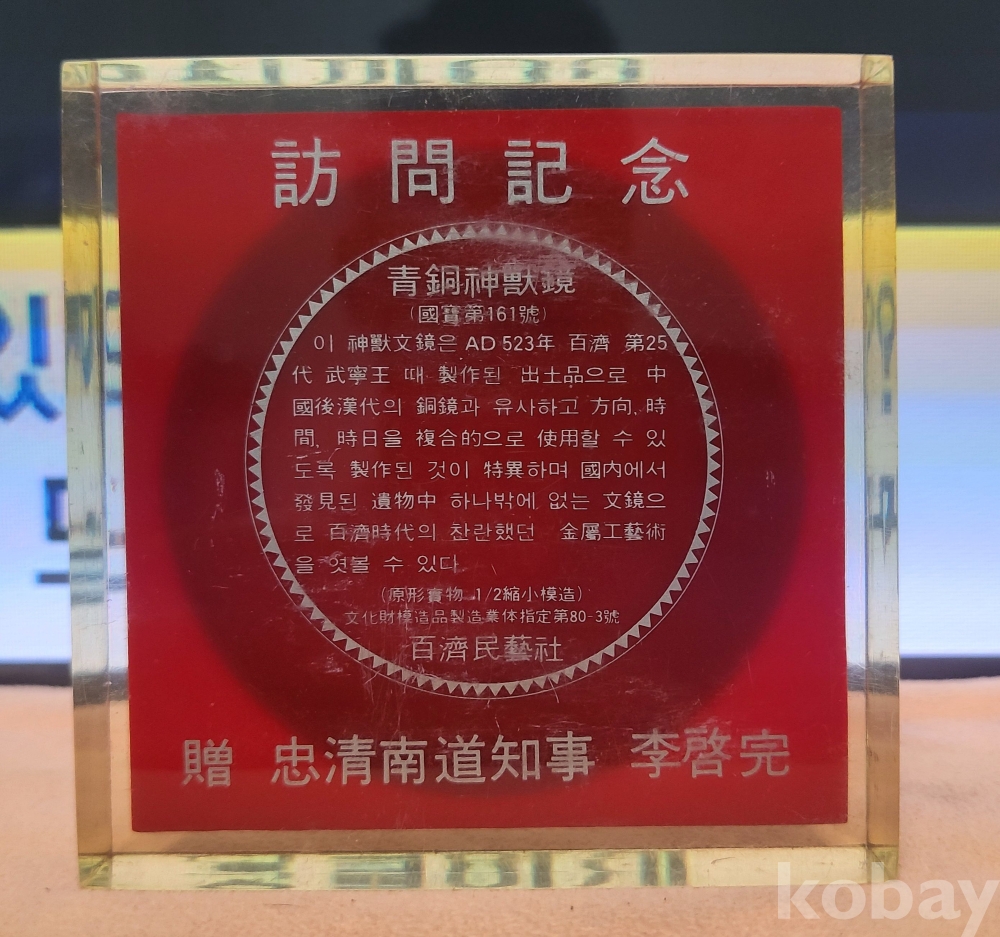 訪問記念
青銅神獸鏡
(國寶第161號)
이 神獸文鏡은 AD 523年 百濟 第25
代 武寧王 때 製作된 出土品으로 中
國後漢代의 銅鏡과 유사하고 方向, 時
間, 時日을 複合的으로 使用할 수 있
도록 製作된 것이 特異하며 國內에서
發見된 遺物中 하나밖에 없는 文鏡으
로 百濟時代의 찬란했던 金屬工藝術
을 엿볼 수 있다
(原形實物 1/2縮小模造)
文化財模造品製造業体指定第80-3號
百濟民藝社
贈 忠清南道知事 李啓完
kobay